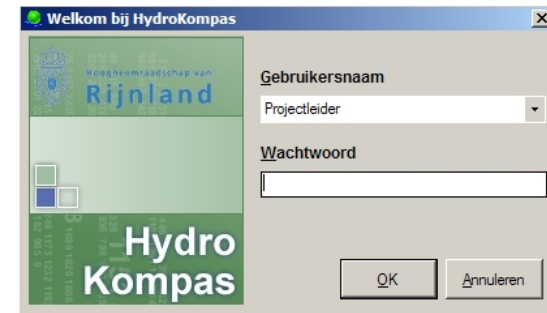 Welkom bij HydroKompas
Hoogheemraadschap van
Rijnland
Hydro
Kompas
Gebruikersnaam
Projectleider
Wachtwoord
OK
Annuleren